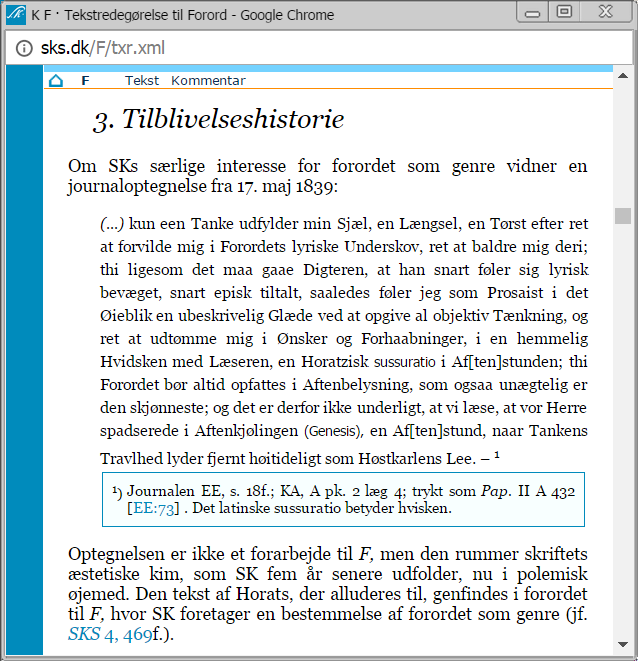 K F · Tekstredegørelse til Forord - Google Chrome
sks.dk/F/txr.xml
F Tekst Kommentar
3. Tilblivelseshistorie
Om SKs særlige interesse for forordet som genre vidner en
journaloptegnelse fra 17. maj 1839:
(...) kun een Tanke udfylder min Sjæl, en Længsel, en Tørst efter ret
at forvilde mig i Forordets lyriske Underskov, ret at baldre mig deri;
thi ligesom det maa gaae Digteren, at han snart føler sig lyrisk
bevæget, snart episk tiltalt, saaledes føler jeg som Prosaist i det
Øieblik en ubeskrivelig Glæde ved at opgive al objektiv Tænkning, og
ret at udtømme mig i Ønsker og Forhaabninger, i en hemmelig
Hvidsken med Læseren, en Horatzisk sussuratio i Af[ten]stunden; thi
Forordet bør altid opfattes i Aftenbelysning, som ogsaa unægtelig er
den skjønneste; og det er derfor ikke underligt, at vi læse, at vor Herre
spadserede i Aftenkjølingen (Genesis), en Af[ten]stund, naar Tankens
Travlhed lyder fjernt høitideligt som Høstkarlens Lee. – ¹
¹) Journalen EE, s. 18f.; KA, A pk. 2 læg 4; trykt som Pap. II A 432
[EE:73] . Det latinske sussuratio betyder hvisken.
Optegnelsen er ikke et forarbejde til F, men den rummer skriftets
æstetiske kim, som SK fem år senere udfolder, nu i polemisk
øjemed. Den tekst af Horats, der alluderes til, genfindes i forordet
til F, hvor SK foretager en bestemmelse af forordet som genre (jf.
SKS 4, 469f.).